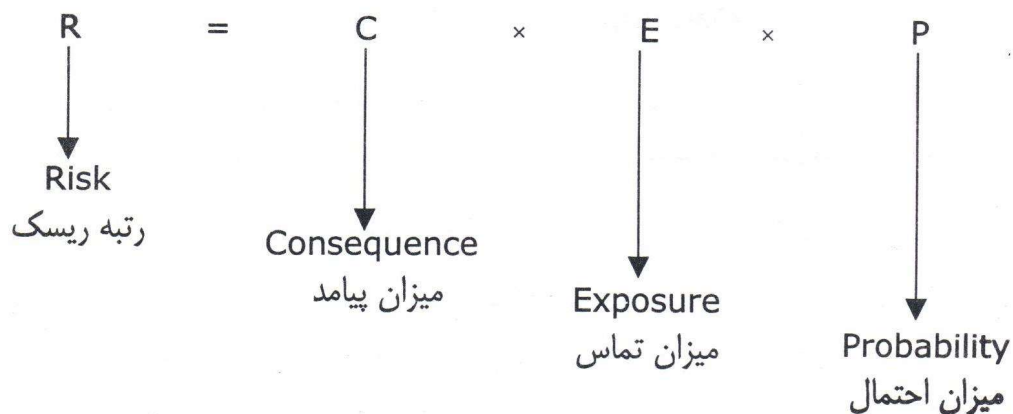 R = C × E × P
Risk
رتبه ریسک
Consequence
میزان پیامد
Exposure
میزان تماس
Probability
میزان احتمال